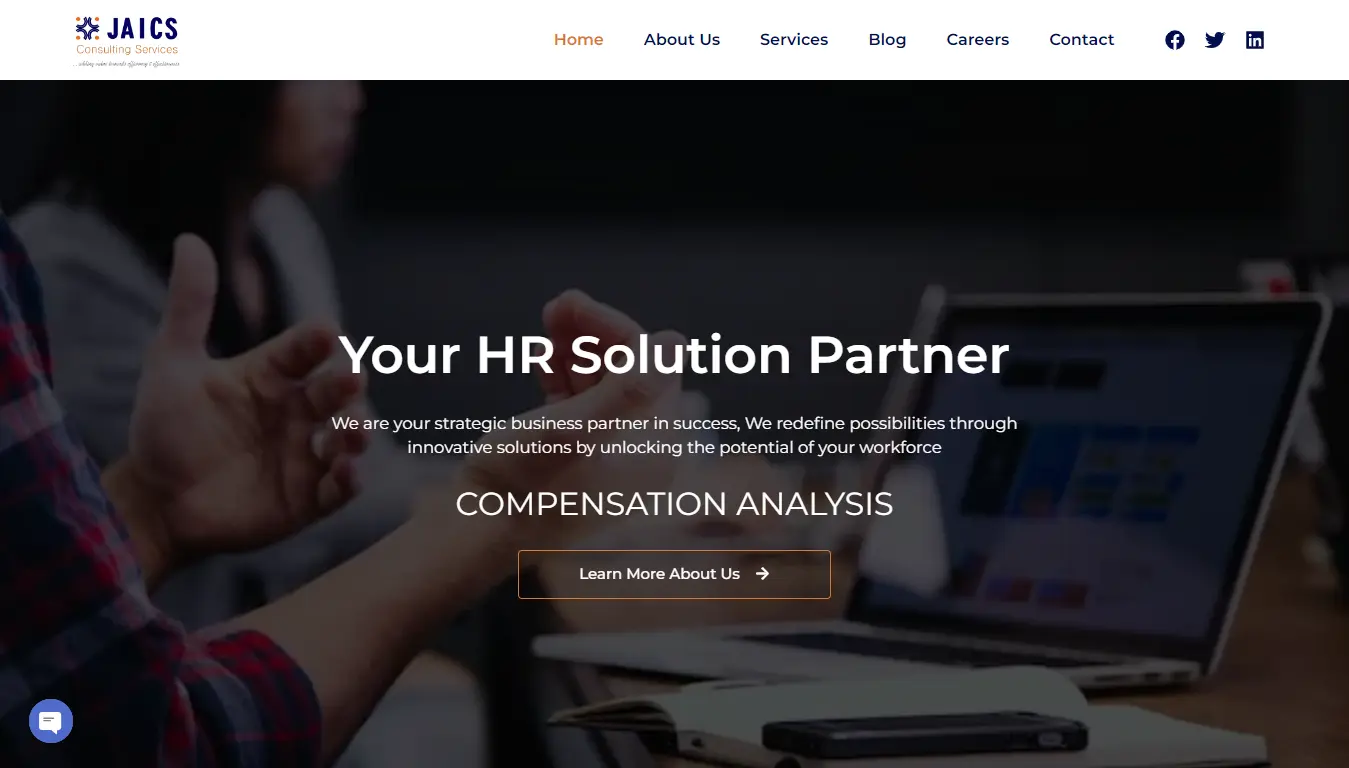 JAICS
Consulting Services
Home
About Us
Services
Blog
Careers
Contact
Your HR Solution Partner
We are your strategic business partner in success, We redefine possibilities through
innovative solutions by unlocking the potential of your workforce
COMPENSATION ANALYSIS
Learn More About Us